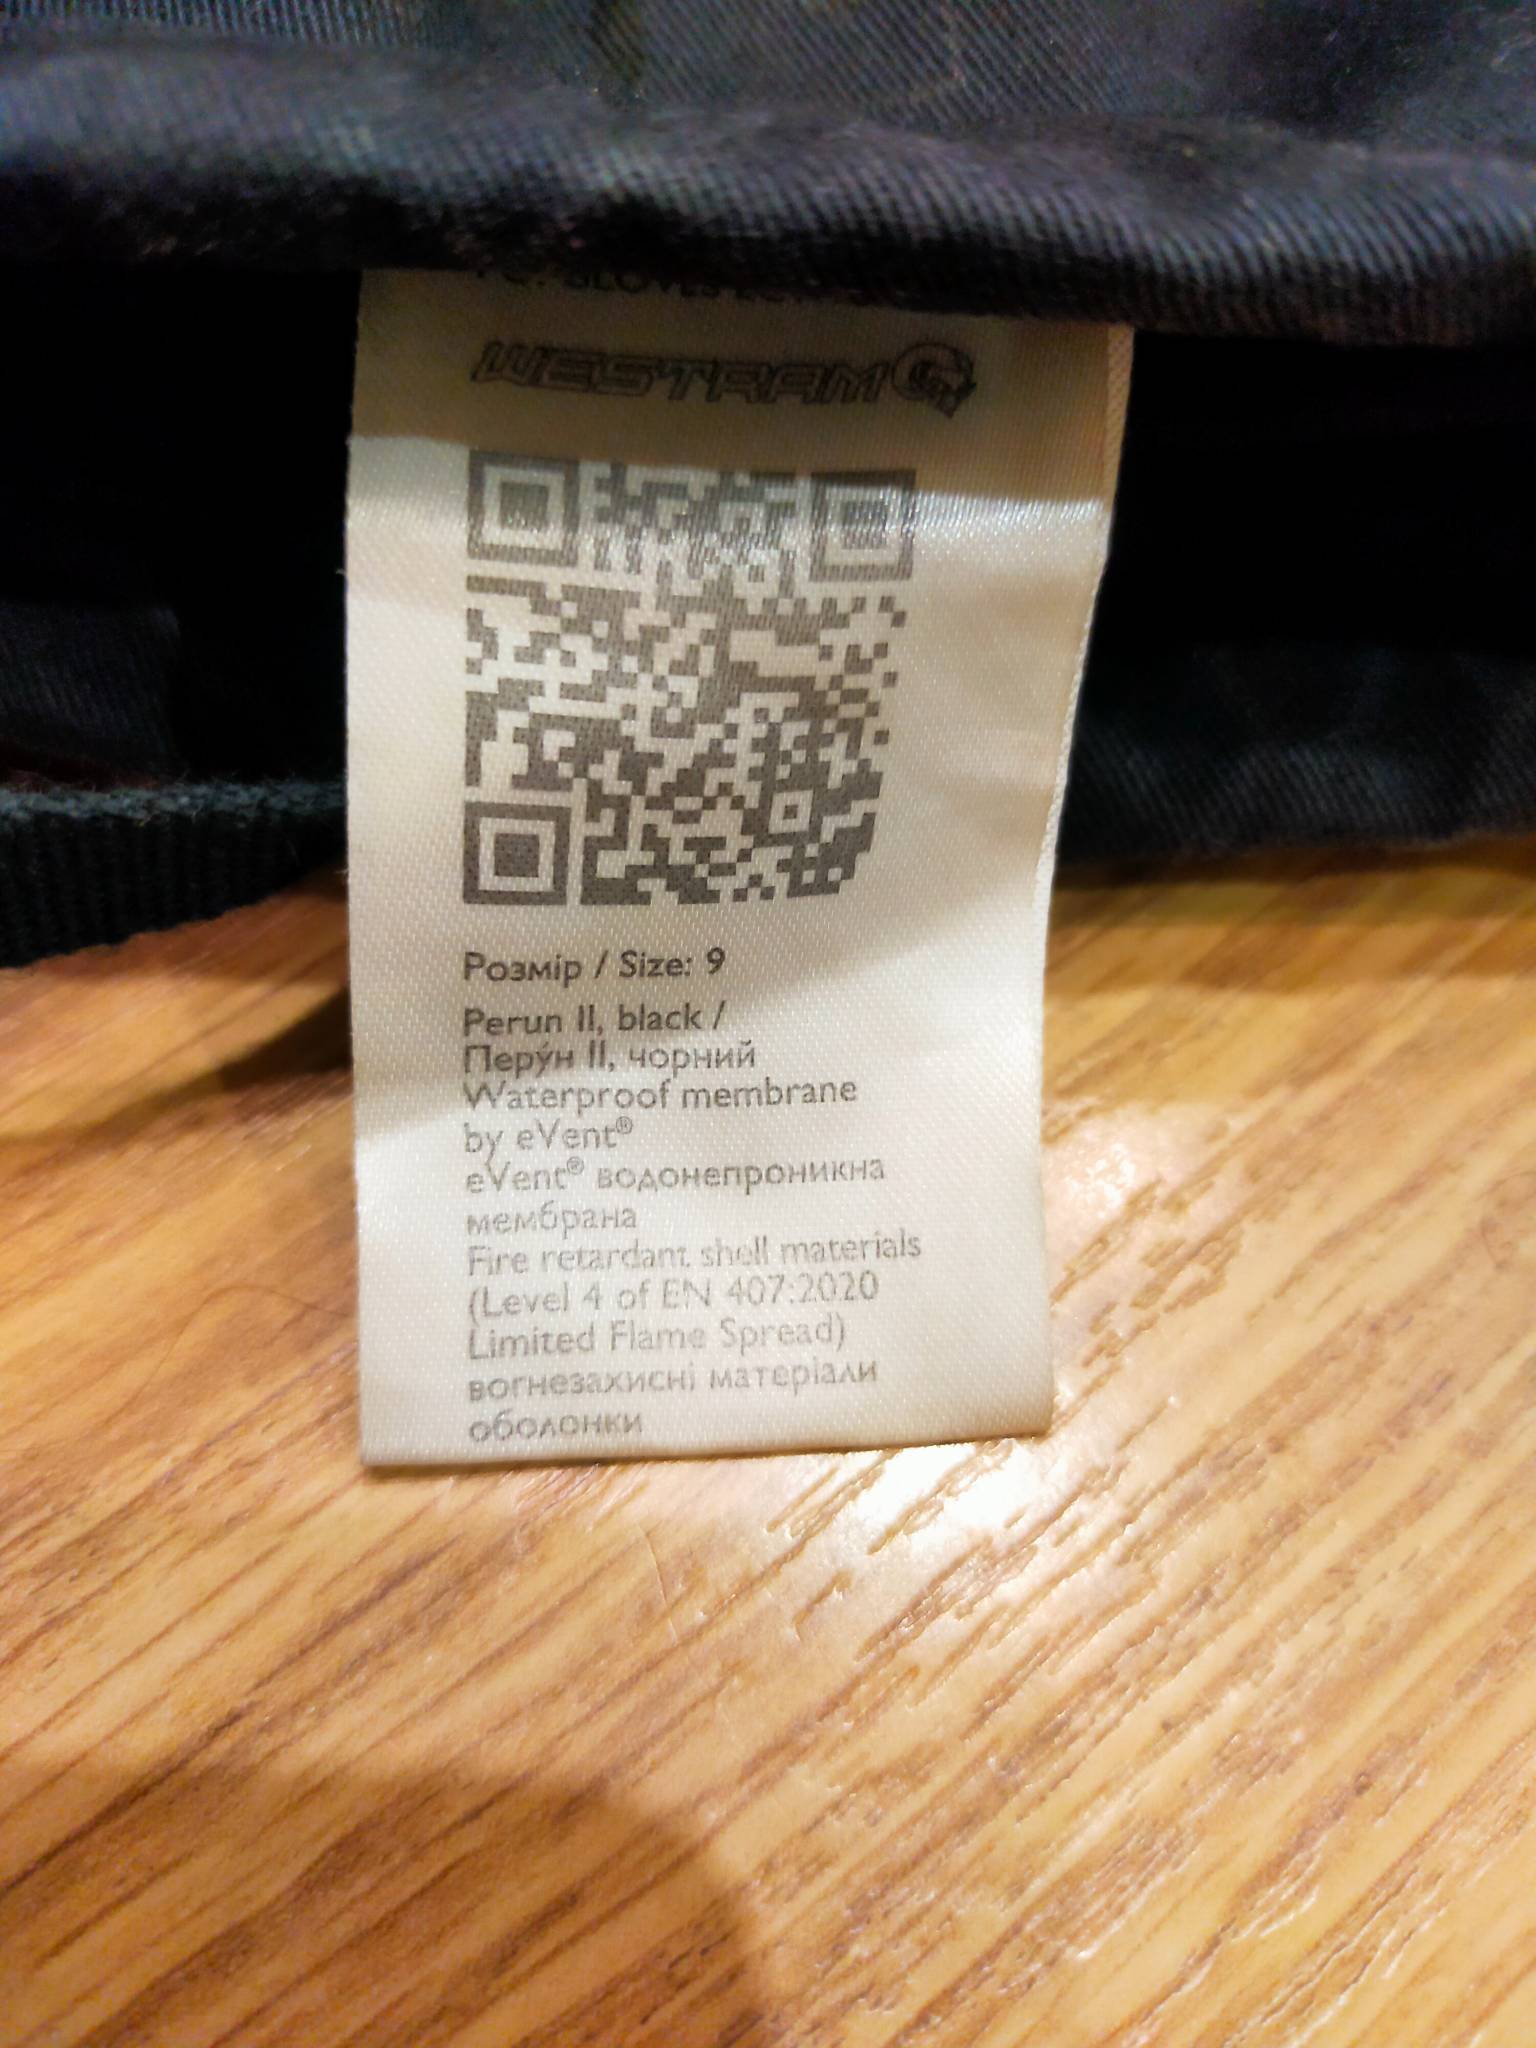 GLOVES
WESTRAM
Розмір / Size: 9
Perun II, black /
Перýн II, чорний
Waterproof membrane
by eVent®
eVent® водонепроникна
мембрана
Fire retardant shell materials
(Level 4 of EN 407:2020
Limited Flame Spread)
вогнезахисні матеріали
оболонки